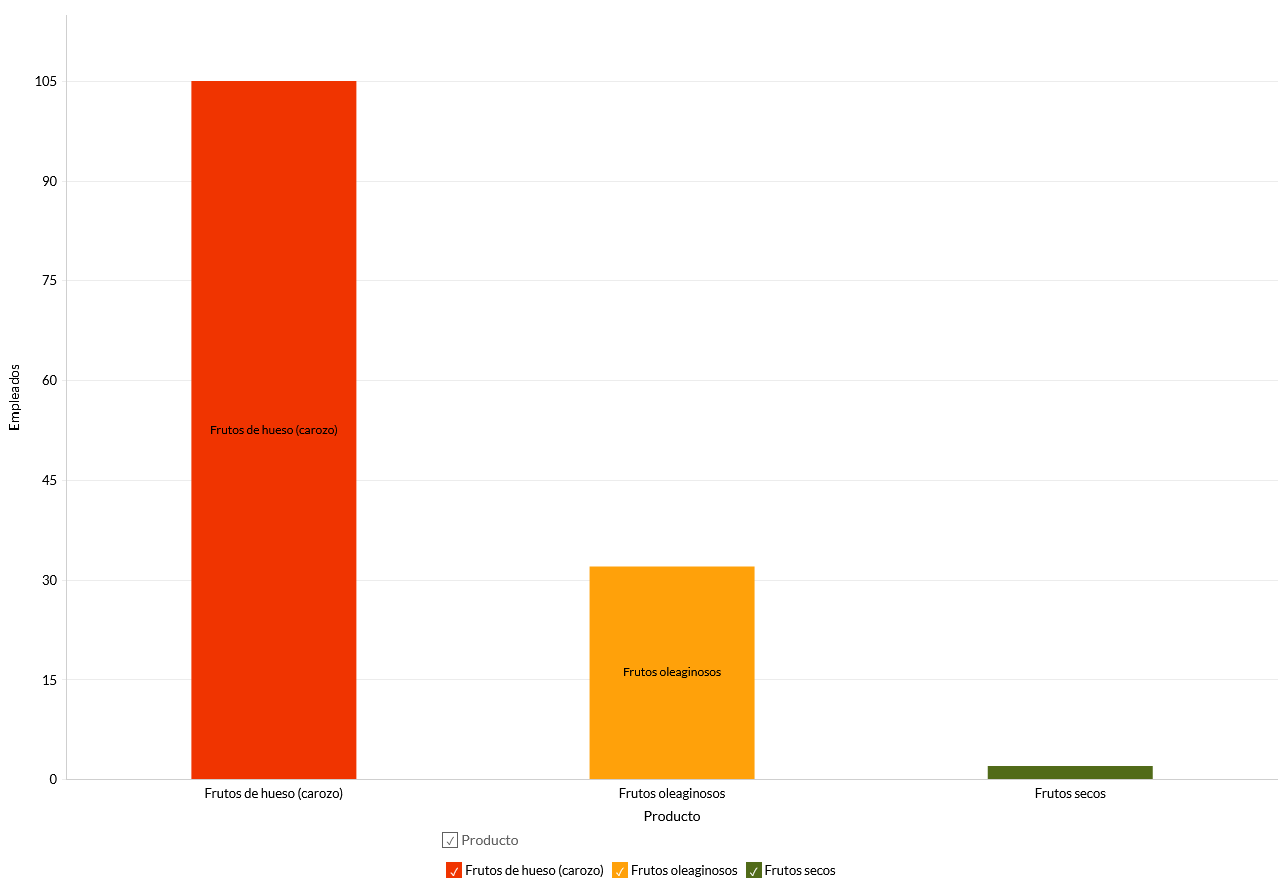 105
90
75
60
45
30
15
0
Empleados
Frutos de hueso (carozo)
Frutos oleaginosos
Frutos de hueso (carozo) Frutos oleaginosos Frutos secos
Producto
✓ Producto
✓ Frutos de hueso (carozo) ✓ Frutos oleaginosos ✓ Frutos secos